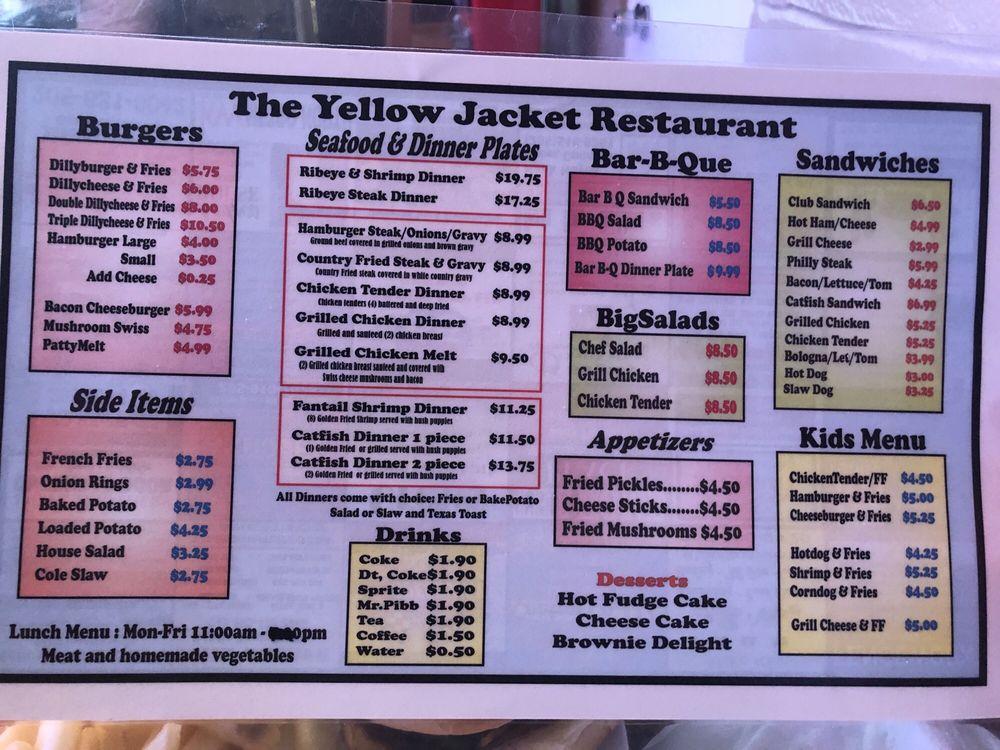 The Yellow Jacket Restaurant
Burgers
Dillyburger & Fries $5.75
Dillycheese & Fries $6.00
Double Dillycheese & Fries $8.00
Triple Dillycheese & Fries $10.50
Hamburger Large $4.00
Small $3.50
Add Cheese $0.25
Bacon Cheeseburger $5.99
Mushroom Swiss $4.75
PattyMelt $4.99
Side Items
French Fries $2.75
Onion Rings $2.99
Baked Potato $2.75
Loaded Potato $4.25
House Salad $3.25
Cole Slaw $2.75
Lunch Menu : Mon-Fri 11:00am - 0pm
Meat and homemade vegetables
Seafood & Dinner Plates
Ribeye & Shrimp Dinner $19.75
Ribeye Steak Dinner $17.25
Hamburger Steak/Onions/Gravy $8.99
Ground beef covered in grilled onions and brown gravy
Country Fried Steak & Gravy $8.99
Country Fried steak covered in white country gravy
Chicken Tender Dinner $8.99
Chicken tenders (4) battered and deep fried
Grilled Chicken Dinner $8.99
Grilled and sauteed (2) chicken breast
Grilled Chicken Melt $9.50
(2) Grilled chicken breast sauteed and covered with
Swiss cheese mushrooms and bacon
Fantail Shrimp Dinner $11.25
(8) Golden Fried Shrimp served with hush puppies
Catfish Dinner 1 piece $11.50
(1) Golden Fried or grilled served with hush puppies
Catfish Dinner 2 piece $13.75
(2) Golden Fried or grilled served with hush puppies
All Dinners come with choice: Fries or BakePotato
Salad or Slaw and Texas Toast
Drinks
Coke $1.90
Dt, Coke$1.90
Sprite $1.90
Mr.Pibb $1.90
Tea $1.90
Coffee $1.50
Water $0.50
Bar-B-Que
Bar B Q Sandwich $5.50
BBQ Salad $8.50
BBQ Potato $8.50
Bar B-Q Dinner Plate $9.99
BigSalads
Chef Salad $8.50
Grill Chicken $8.50
Chicken Tender $8.50
Appetizers
Fried Pickles........$4.50
Cheese Sticks.......$4.50
Fried Mushrooms $4.50
Desserts
Hot Fudge Cake
Cheese Cake
Brownie Delight
Sandwiches
Club Sandwich $6.50
Hot Ham/Cheese $4.99
Grill Cheese $2.99
Philly Steak $5.99
Bacon/Lettuce/Tom $4.25
Catfish Sandwich $6.99
Grilled Chicken $5.25
Chicken Tender $5.25
Bologna/Let/Tom $3.99
Hot Dog $3.00
Slaw Dog $3.25
Kids Menu
ChickenTender/FF $4.50
Hamburger & Fries $5.00
Cheeseburger & Fries $5.25
Hotdog & Fries $4.25
Shrimp & Fries $5.25
Corndog & Fries $4.50
Grill Cheese & FF $5.00